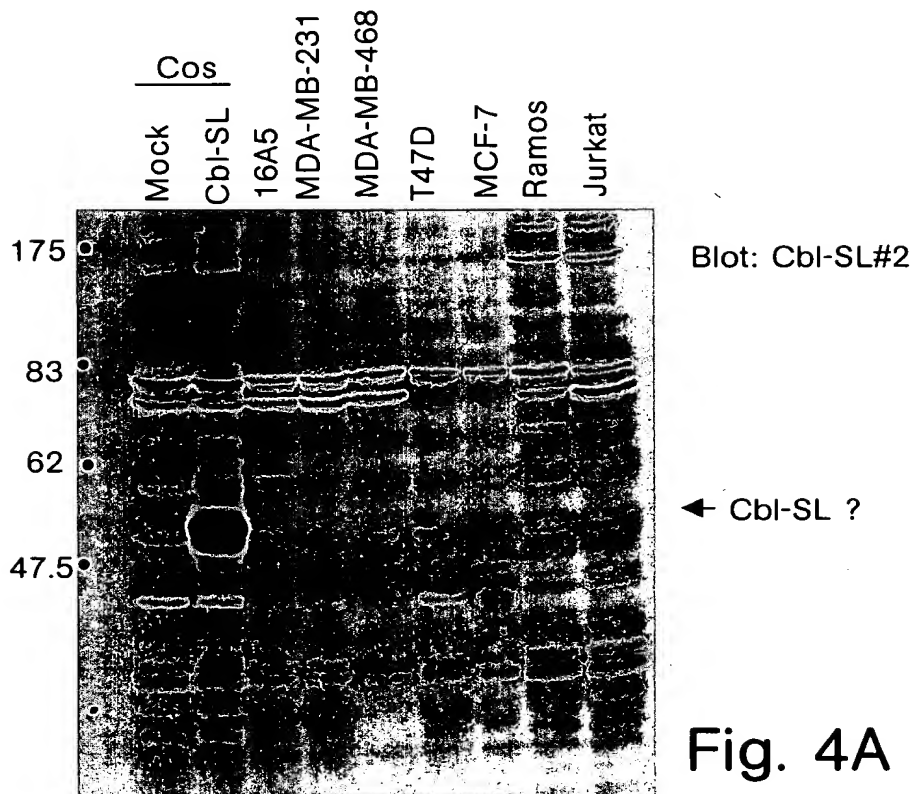 Cos
Mock
Cbl-SL
16A5
MDA-MB-231
MDA-MB-468
T47D
MCF-7
Ramos
Jurkat
175
Blot: Cbl-SL#2
83
62
Cbl-SL ?
47.5
Fig. 4A